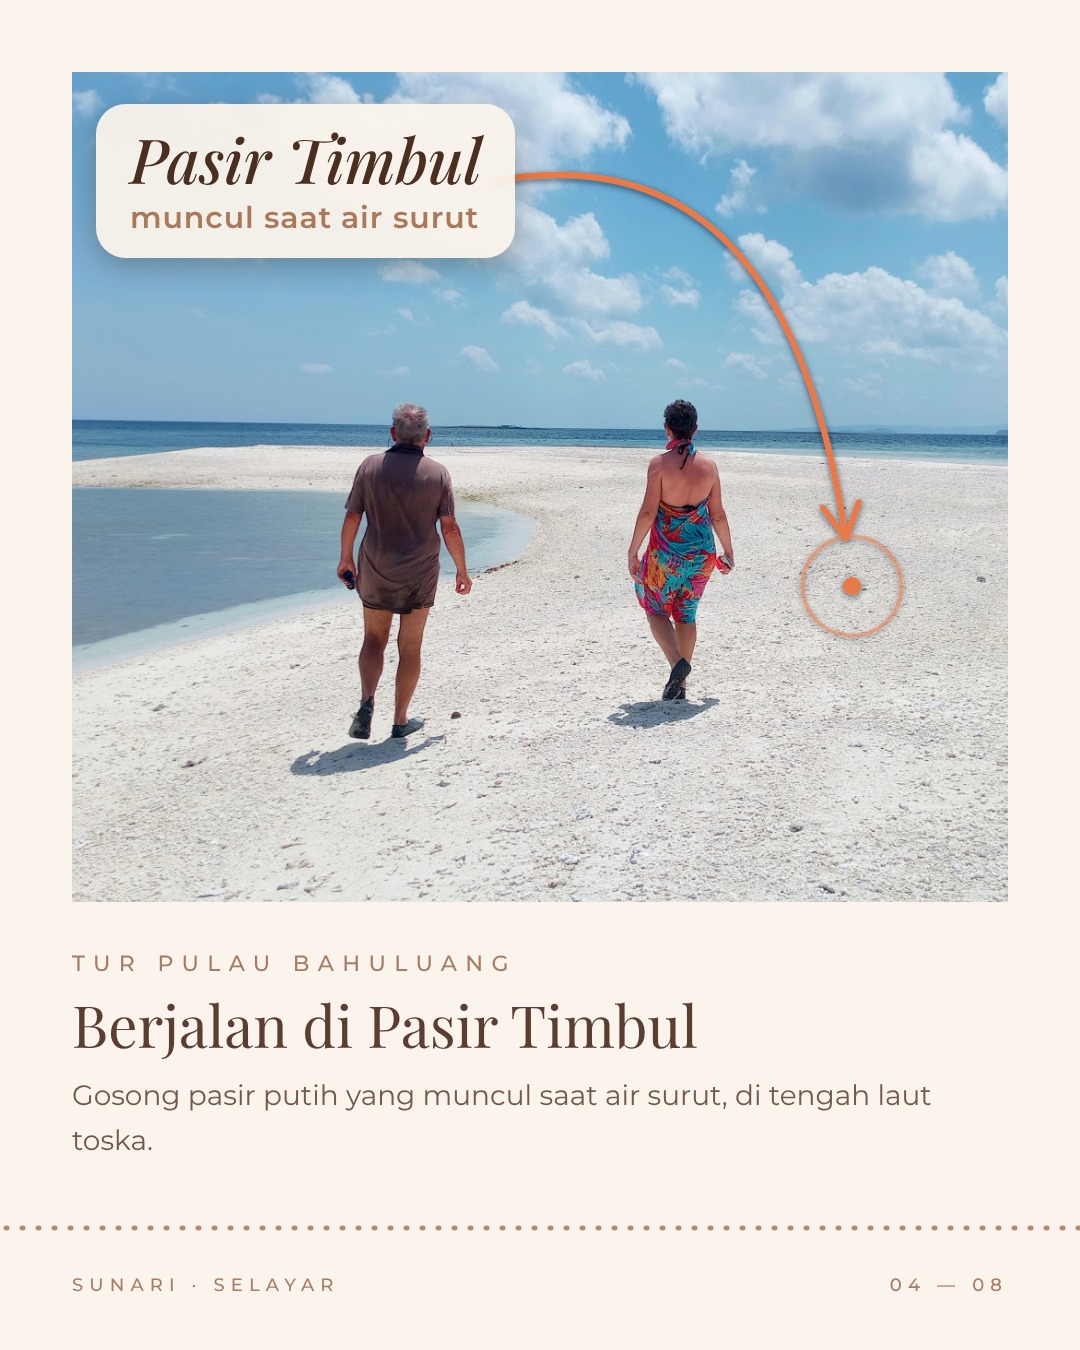 Pasir Timbul
muncul saat air surut
TUR PULAU BAHULUANG
Berjalan di Pasir Timbul
Gosong pasir putih yang muncul saat air surut, di tengah laut
toska.
SUNARI · SELAYAR
04 — 08